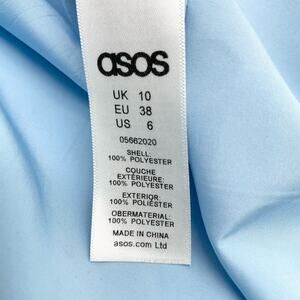 asos
UK 10
EU 38
US 6
05662020
SHELL:
100% POLYESTER
COUCHE
EXTÉRIEURE:
100% POLYESTER
EXTERIOR:
100% POLIÉSTER
OBERMATERIAL:
100% POLYESTER
MADE IN CHINA
asos.com Ltd